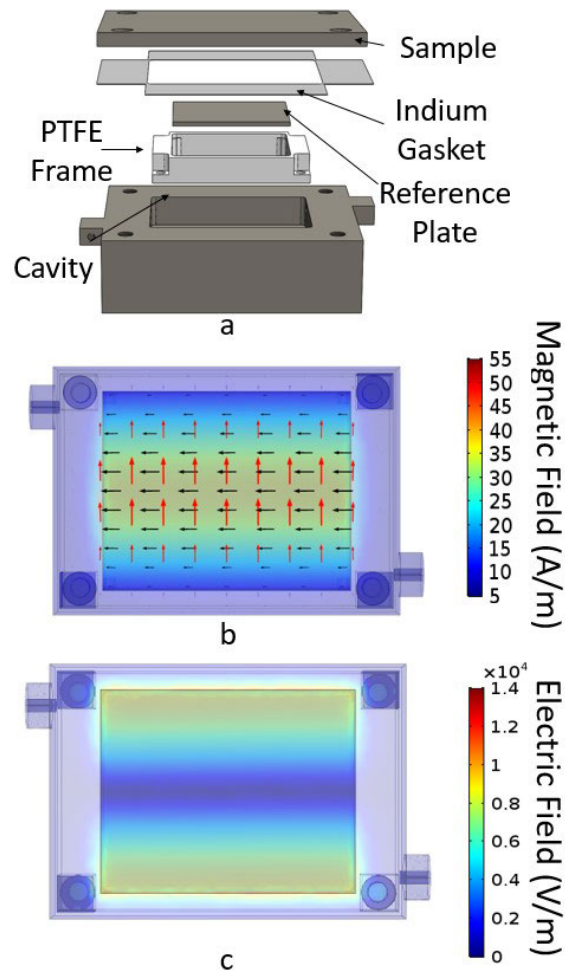 Sample
Indium
Gasket
PTFE
Frame
Reference
Plate
Cavity
a
Magnetic Field (A/m)
55
50
45
40
35
30
25
20
15
10
5
b
Electric Field (V/m)
×10⁴
1.4
1.2
1
0.8
0.6
0.4
0.2
0
c